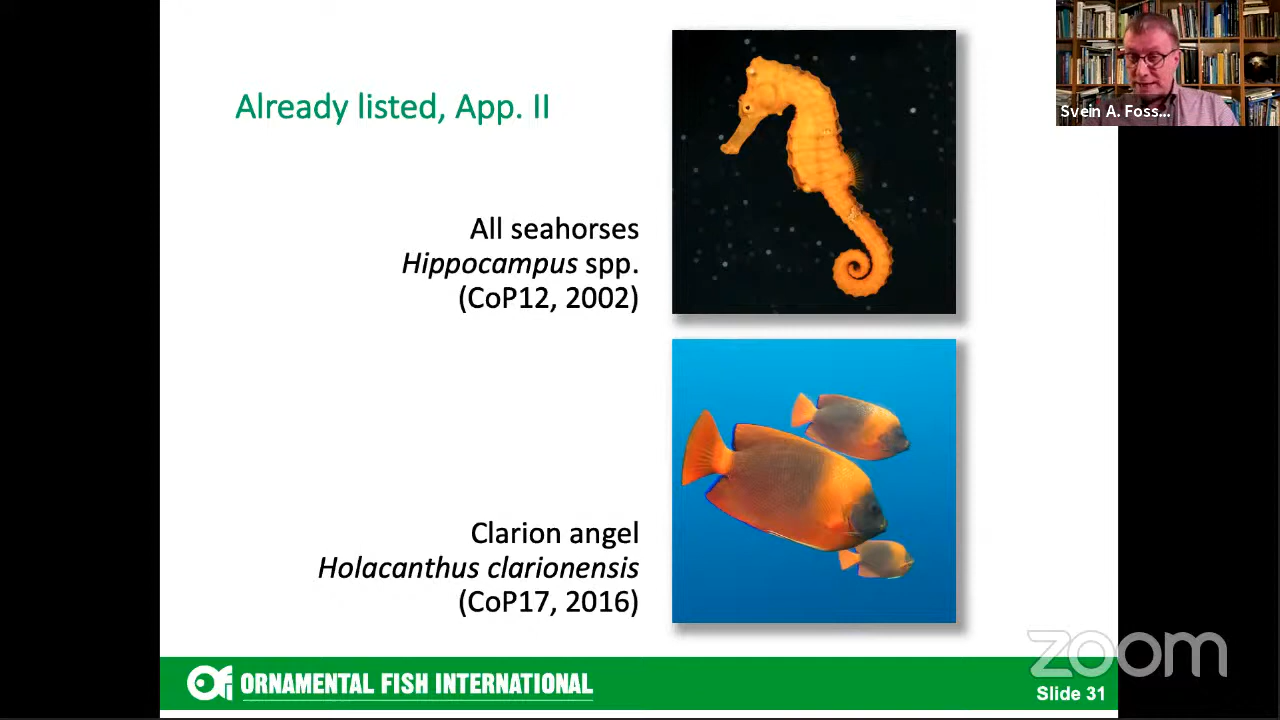 Already listed, App. II
All seahorses
Hippocampus spp.
(CoP12, 2002)
Clarion angel
Holacanthus clarionensis
(CoP17, 2016)
ORNAMENTAL FISH INTERNATIONAL
Slide 31
Svein A. Foss...
zoom